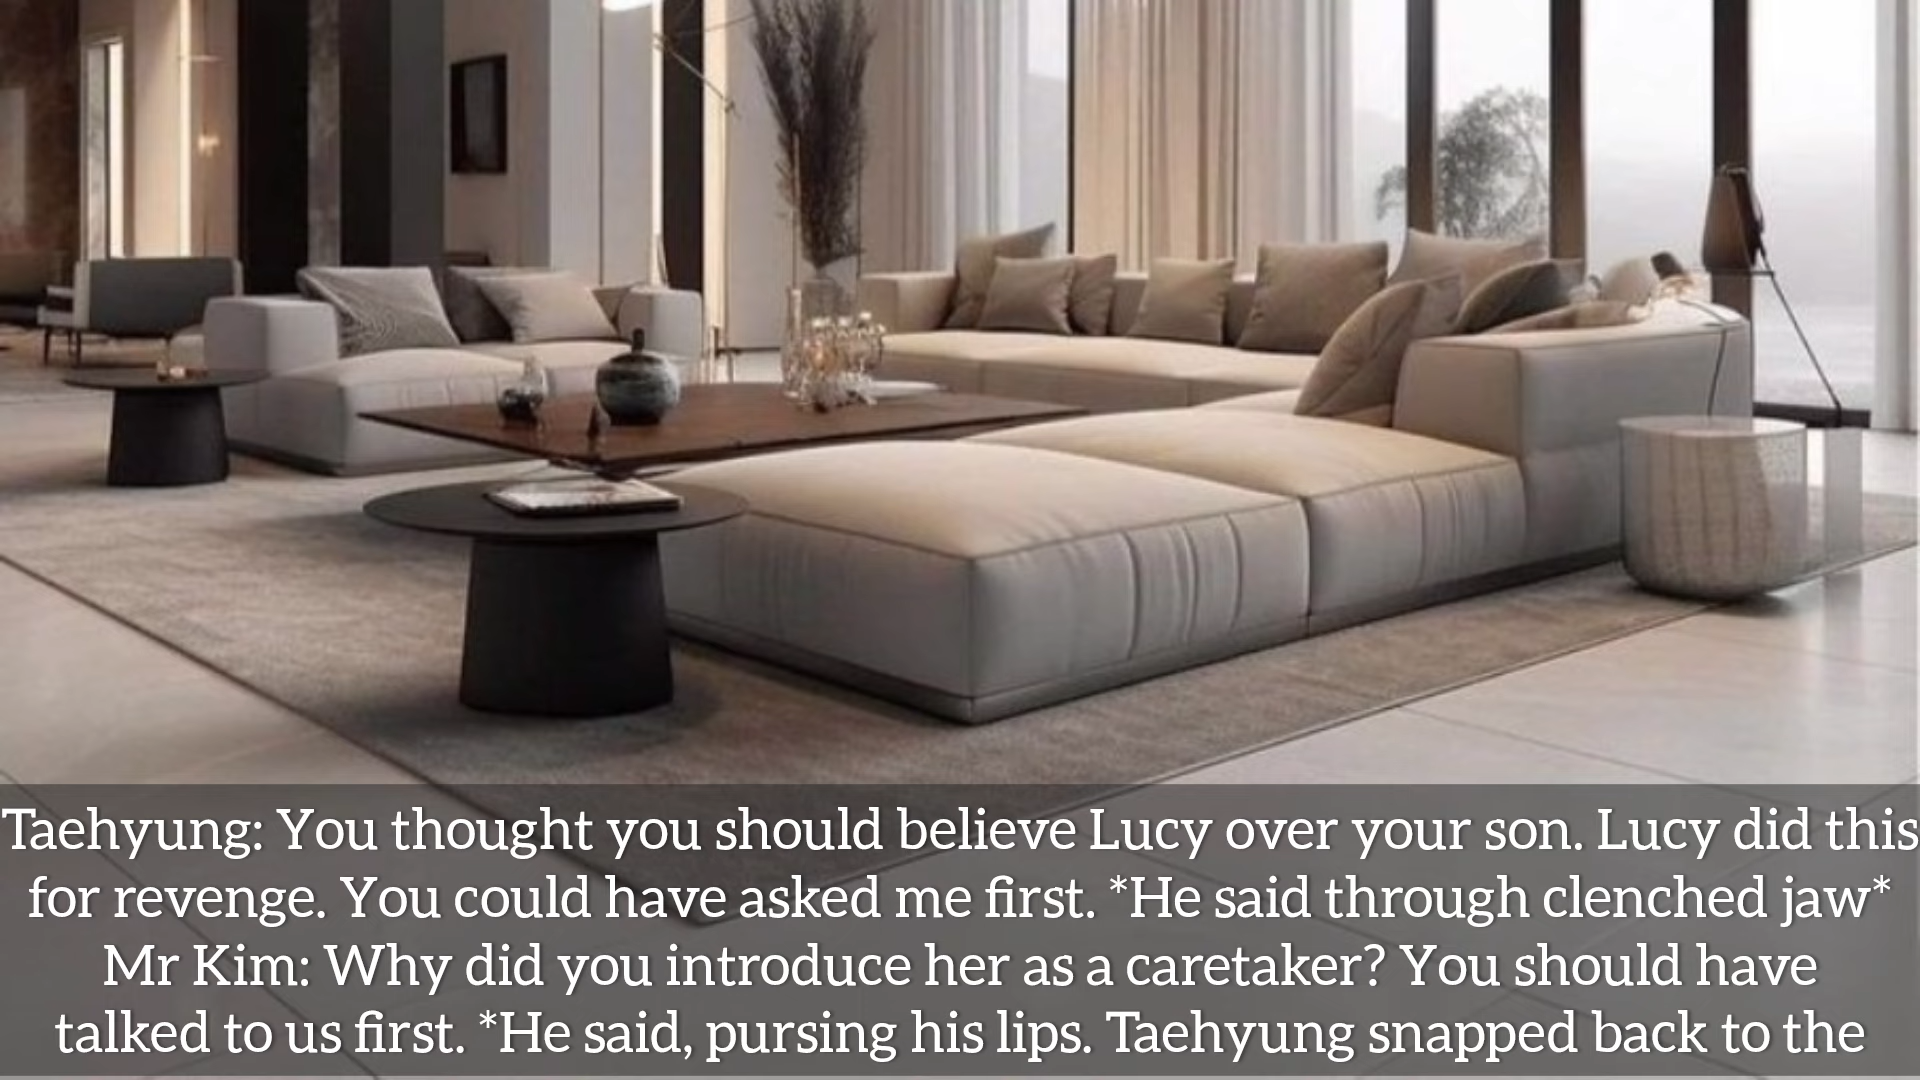 Taehyung: You thought you should believe Lucy over your son. Lucy did this
for revenge. You could have asked me first. *He said through clenched jaw*
Mr Kim: Why did you introduce her as a caretaker? You should have
talked to us first. *He said, pursing his lips. Taehyung snapped back to the